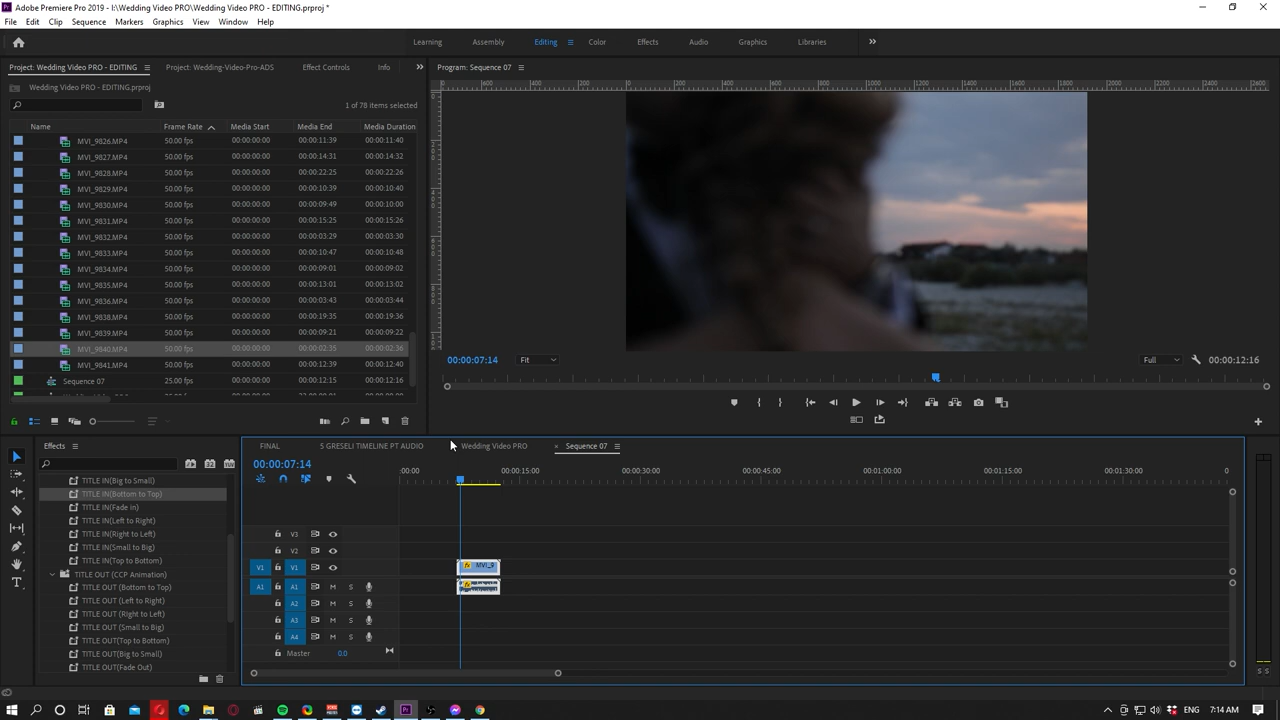 Adobe Premiere Pro 2019 - I:\Wedding Video PRO\Wedding Video PRO - EDITING.prproj *
File Edit Clip Sequence Markers Graphics View Window Help
Learning Assembly Editing Color Effects Audio Graphics Libraries
Project: Wedding Video PRO - EDITING Project: Wedding-Video-Pro-ADS Effect Controls Info
Program: Sequence 07
Wedding Video PRO - EDITING.prproj
1 of 78 items selected
Name Frame Rate Media Start Media End Media Duration
MVI_9826.MP4 50.00 fps 00:00:00:00 00:00:11:39 00:00:11:40
MVI_9827.MP4 50.00 fps 00:00:00:00 00:00:14:31 00:00:14:32
MVI_9828.MP4 50.00 fps 00:00:00:00 00:00:22:25 00:00:22:26
MVI_9829.MP4 50.00 fps 00:00:00:00 00:00:10:39 00:00:10:40
MVI_9830.MP4 50.00 fps 00:00:00:00 00:00:09:49 00:00:10:00
MVI_9831.MP4 50.00 fps 00:00:00:00 00:00:15:25 00:00:15:26
MVI_9832.MP4 50.00 fps 00:00:00:00 00:00:03:29 00:00:03:30
MVI_9833.MP4 50.00 fps 00:00:00:00 00:00:10:47 00:00:10:48
MVI_9834.MP4 50.00 fps 00:00:00:00 00:00:09:01 00:00:09:02
MVI_9835.MP4 50.00 fps 00:00:00:00 00:00:13:01 00:00:13:02
MVI_9836.MP4 50.00 fps 00:00:00:00 00:00:03:43 00:00:03:44
MVI_9838.MP4 50.00 fps 00:00:00:00 00:00:19:35 00:00:19:36
MVI_9839.MP4 50.00 fps 00:00:00:00 00:00:09:21 00:00:09:22
MVI_9840.MP4 50.00 fps 00:00:00:00 00:00:02:35 00:00:02:36
MVI_9841.MP4 50.00 fps 00:00:00:00 00:00:12:39 00:00:12:40
Sequence 07 25.00 fps 00:00:00:00 00:00:12:15 00:00:12:16
00:00:07:14 Fit Full 00:00:12:16
Effects
TITLE IN(Big to Small)
TITLE IN(Bottom to Top)
TITLE IN(Fade in)
TITLE IN(Left to Right)
TITLE IN(Right to Left)
TITLE IN(Small to Big)
TITLE IN(Top to Bottom)
TITLE OUT (CCP Animation)
TITLE OUT (Bottom to Top)
TITLE OUT (Left to Right)
TITLE OUT (RIght to Left)
TITLE OUT (Small to Big)
TITLE OUT(Top to Bottom)
TITLE OUT(Big to Small)
TITLE OUT(Fade Out)
FINAL 5 GRESELI TIMELINE PT AUDIO Wedding Video PRO Sequence 07
00:00:07:14
:00:00 00:00:15:00 00:00:30:00 00:00:45:00 00:01:00:00 00:01:15:00 00:01:30:00 0
V3
V2
V1 V1 fx MVI_9
A1 A1 M S
A2 M S
A3 M S
A4 M S
Master 0.0
S S
7:14 AM